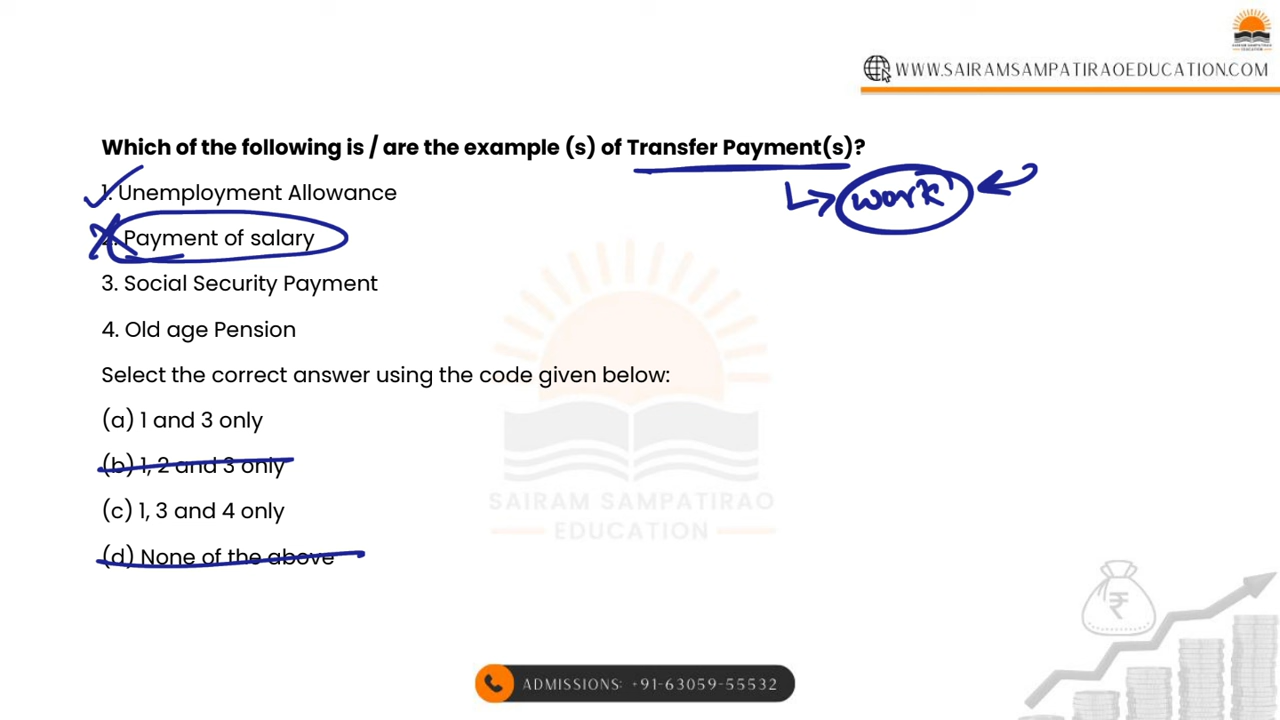 SAIRAM SAMPATIRAO
EDUCATION
WWW.SAIRAMSAMPATIRAOEDUCATION.COM
Which of the following is / are the example (s) of Transfer Payment(s)?
work
1. Unemployment Allowance
2. Payment of salary
3. Social Security Payment
4. Old age Pension
Select the correct answer using the code given below:
(a) 1 and 3 only
(b) 1, 2 and 3 only
(c) 1, 3 and 4 only
(d) None of the above
SAIRAM SAMPATIRAO
EDUCATION
₹
ADMISSIONS: +91-63059-55532